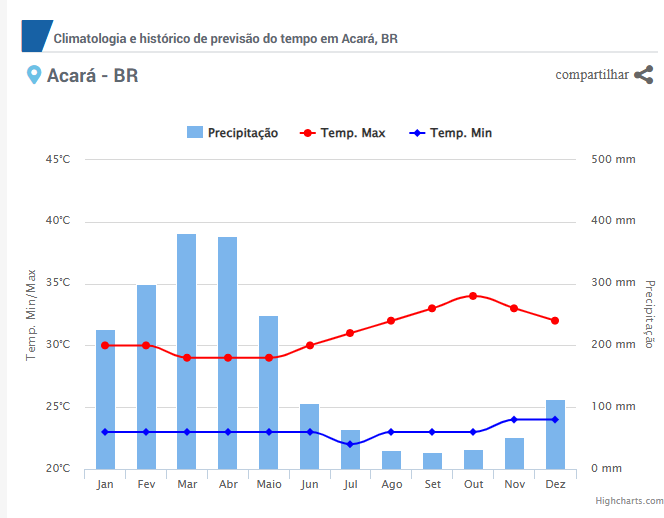 Climatologia e histórico de previsão do tempo em Acará, BR
Acará - BR
compartilhar
Precipitação Temp. Max Temp. Min
45°C 500 mm
40°C 400 mm
35°C 300 mm
30°C 200 mm
25°C 100 mm
20°C 0 mm
Temp. Min/Max
Precipitação
Jan Fev Mar Abr Maio Jun Jul Ago Set Out Nov Dez
Highcharts.com